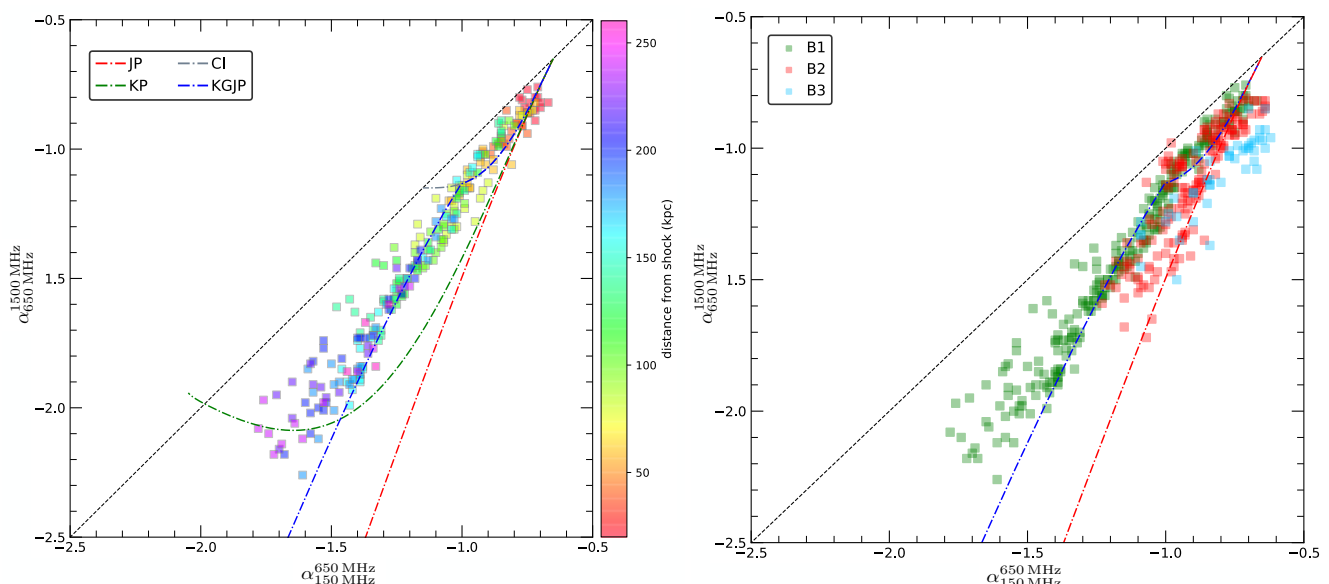 −0.5
−1.0
−1.5
−2.0
−2.5
α 1500 MHz 650 MHz
JP
KP
CI
KGJP
−2.5 −2.0 −1.5 −1.0 −0.5
α 650 MHz 150 MHz
250
200
150
100
50
distance from shock (kpc)
−0.5
−1.0
−1.5
−2.0
−2.5
α 1500 MHz 650 MHz
B1
B2
B3
−2.5 −2.0 −1.5 −1.0 −0.5
α 650 MHz 150 MHz